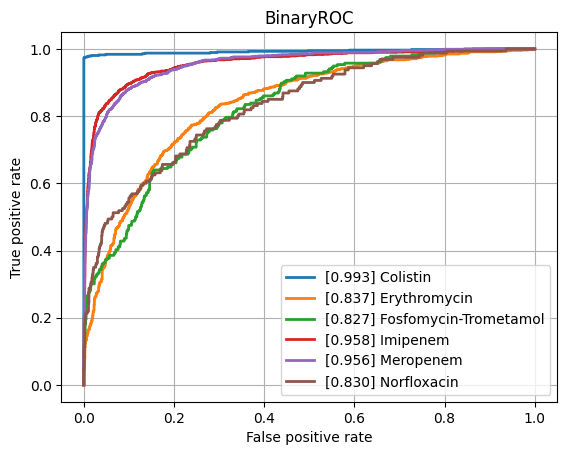 BinaryROC
True positive rate
1.0
0.8
0.6
0.4
0.2
0.0
[0.993] Colistin
[0.837] Erythromycin
[0.827] Fosfomycin-Trometamol
[0.958] Imipenem
[0.956] Meropenem
[0.830] Norfloxacin
0.0 0.2 0.4 0.6 0.8 1.0
False positive rate